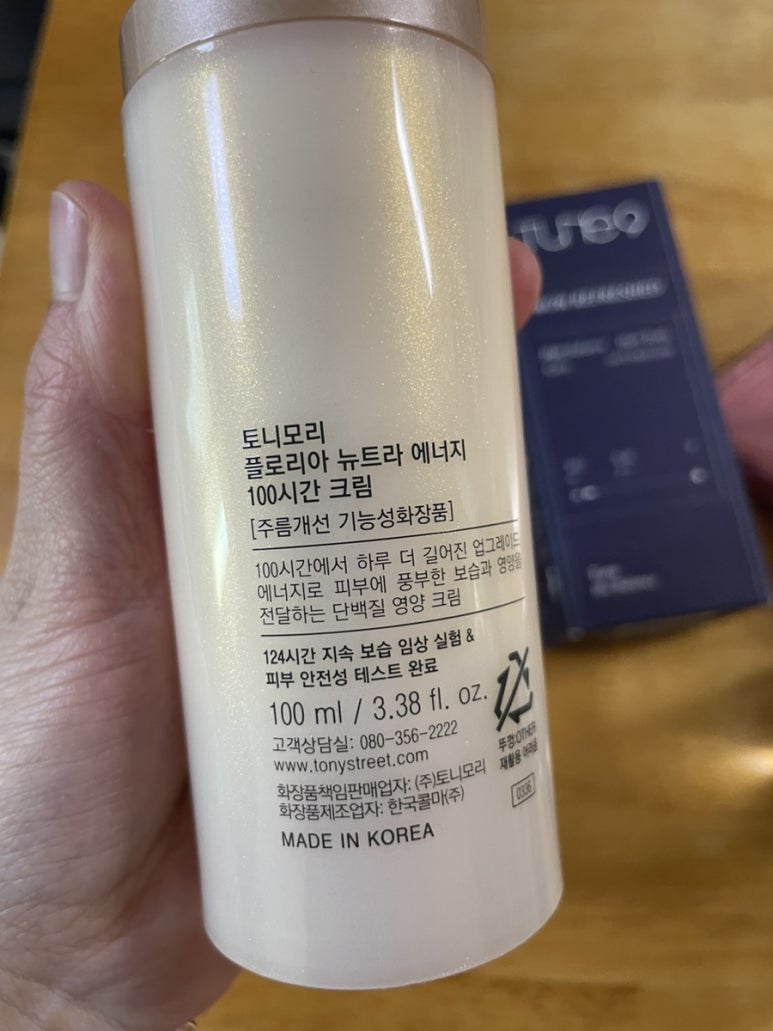 토니모리
플로리아 뉴트라 에너지
100시간 크림
[주름개선 기능성화장품]
100시간에서 하루 더 길어진 업그레이드
에너지로 피부에 풍부한 보습과 영양을
전달하는 단백질 영양 크림
124시간 지속 보습 임상 실험 &
피부 안전성 테스트 완료
100 ml / 3.38 fl. oz.
고객상담실: 080-356-2222
www.tonystreet.com
화장품책임판매업자: (주)토니모리
화장품제조업자: 한국콜마(주)
MADE IN KOREA
뚜껑:OTHER
재활용 어려움
0336